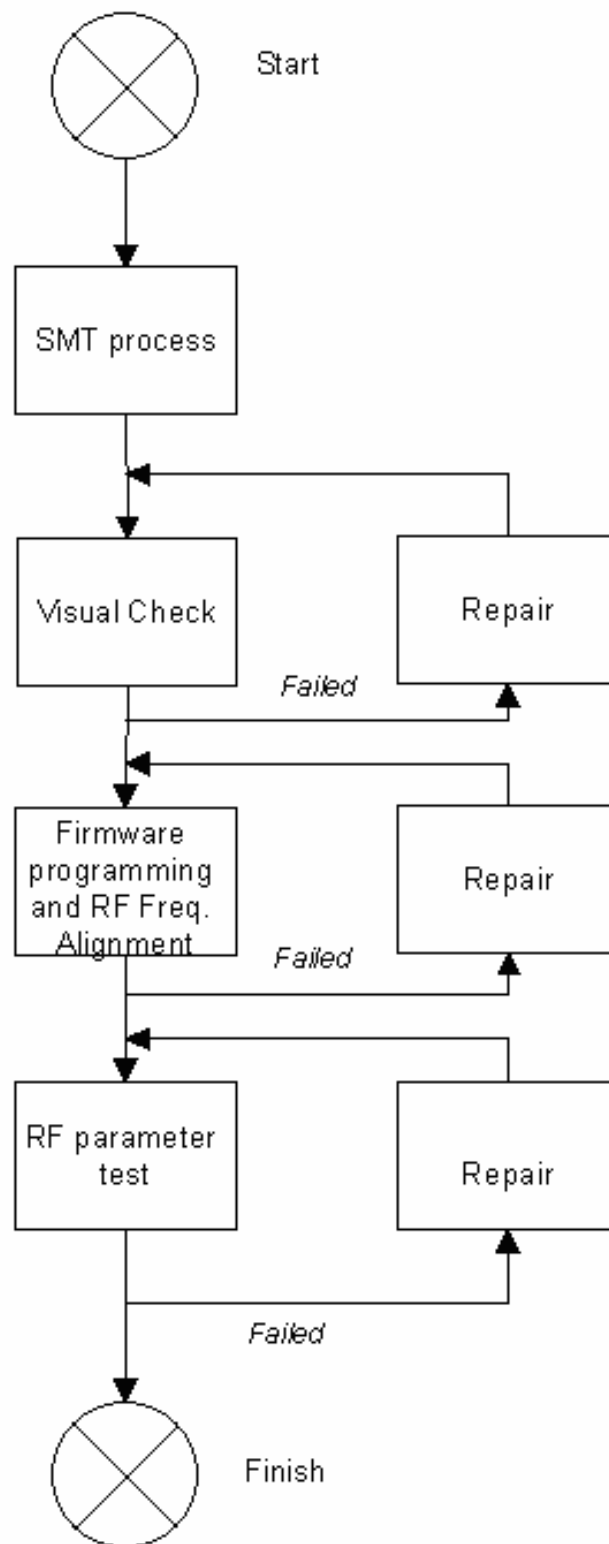 Start
SMT process
Visual Check
Repair
Failed
Firmware
programming
and RF Freq.
Alignment
Repair
Failed
RF parameter
test
Repair
Failed
Finish